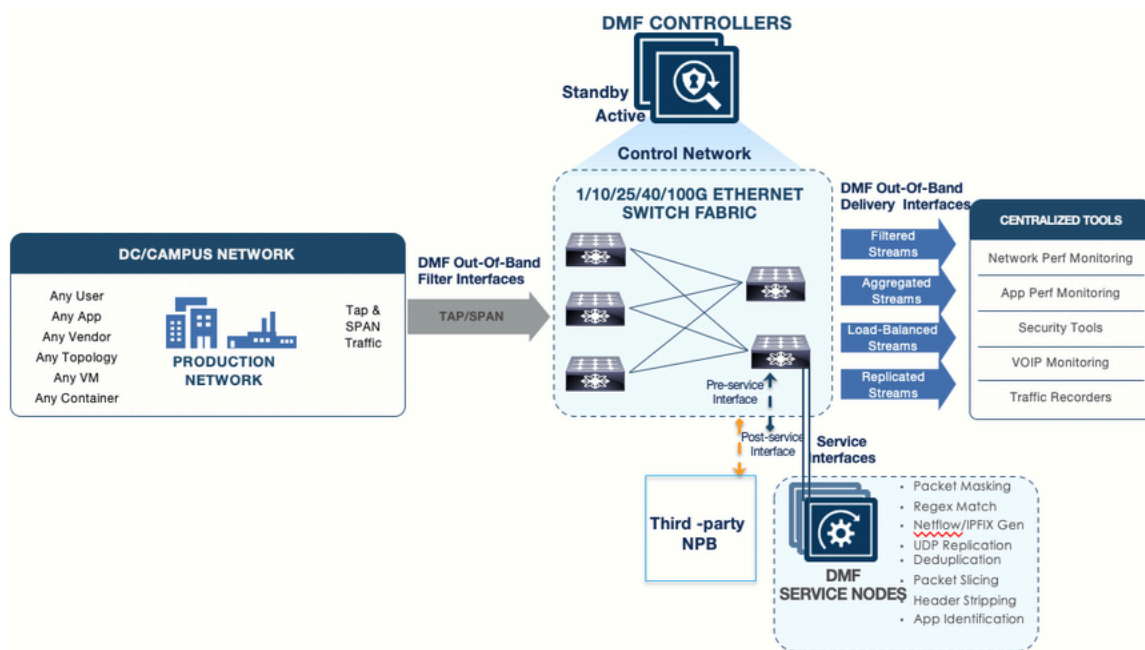 DMF CONTROLLERS
Standby
Active
Control Network
1/10/25/40/100G ETHERNET
SWITCH FABRIC
DC/CAMPUS NETWORK
Any User
Any App
Any Vendor
Any Topology
Any VM
Any Container
PRODUCTION
NETWORK
Tap &
SPAN
Traffic
DMF Out-Of-Band
Filter Interfaces
TAP/SPAN
Pre-service
Interface
Post-service
Interface
Service
Interfaces
DMF Out-Of-Band
Delivery Interfaces
Filtered
Streams
Aggregated
Streams
Load-Balanced
Streams
Replicated
Streams
CENTRALIZED TOOLS
Network Perf Monitoring
App Perf Monitoring
Security Tools
VOIP Monitoring
Traffic Recorders
Third -party
NPB
DMF
SERVICE NODES
• Packet Masking
• Regex Match
• Netflow/IPFIX Gen
• UDP Replication
• Deduplication
• Packet Slicing
• Header Stripping
• App Identification